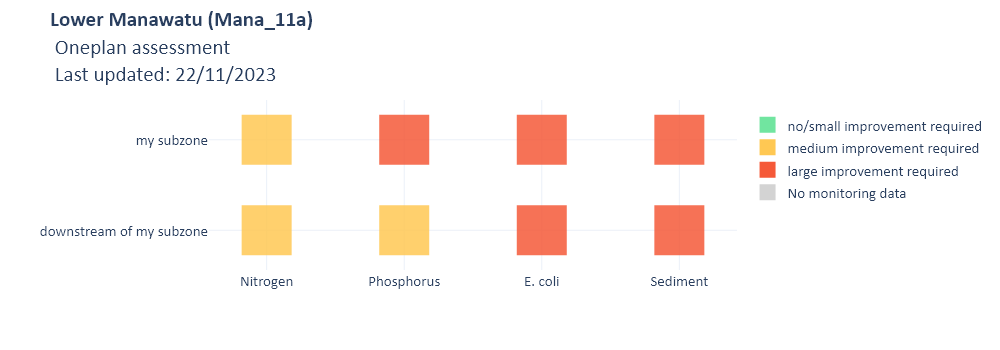 Lower Manawatu (Mana_11a)
Oneplan assessment
Last updated: 22/11/2023
my subzone
downstream of my subzone
Nitrogen Phosphorus E. coli Sediment
no/small improvement required
medium improvement required
large improvement required
No monitoring data